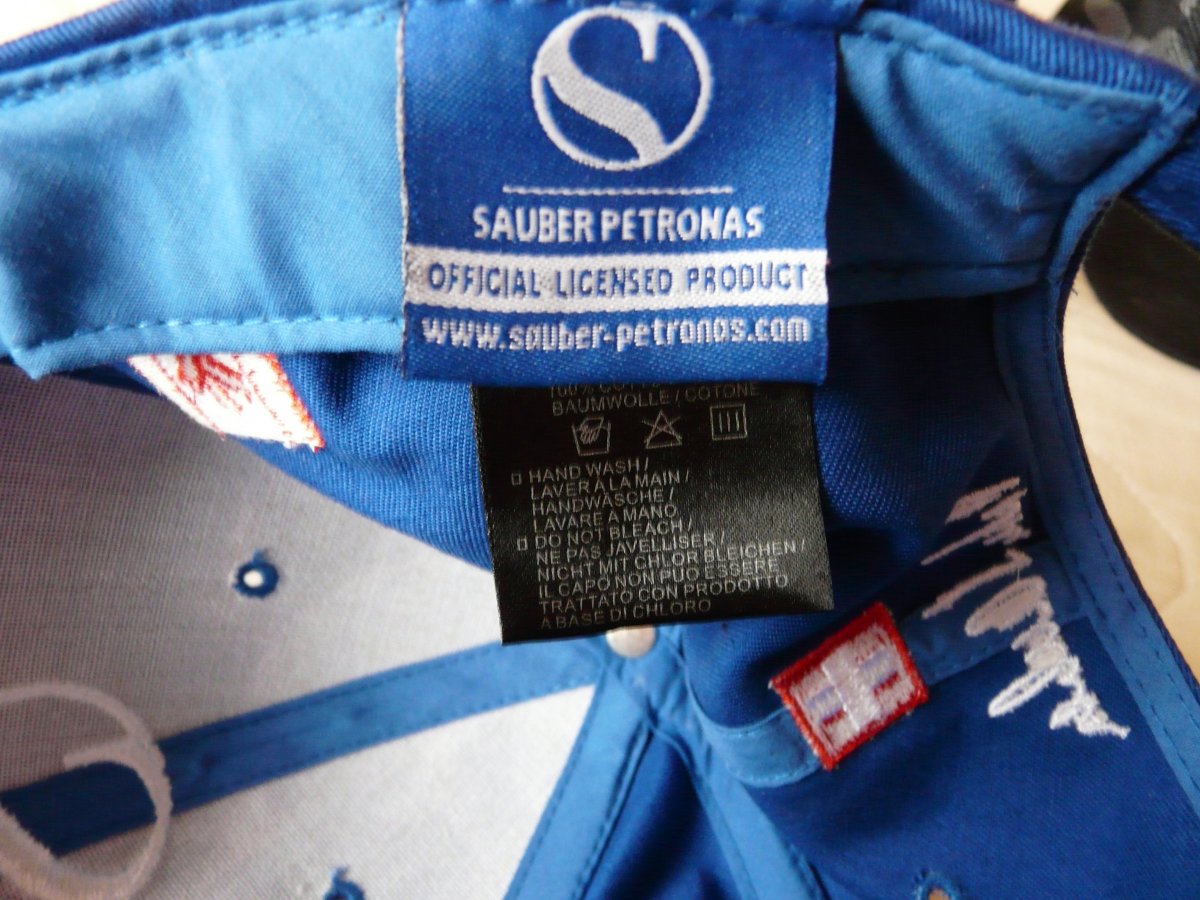 SAUBER PETRONAS
OFFICIAL LICENSED PRODUCT
www.sauber-petronas.com
100% COTT
BAUMWOLLE / COTONE
HAND WASH /
LAVER À LA MAIN /
HANDWÄSCHE /
LAVARE A MANO
DO NOT BLEACH /
NE PAS JAVELLISER /
NICHT MIT CHLOR BLEICHEN /
IL CAPO NON PUO ESSERE
TRATTATO CON PRODOTTO
A BASE DI CHLORO